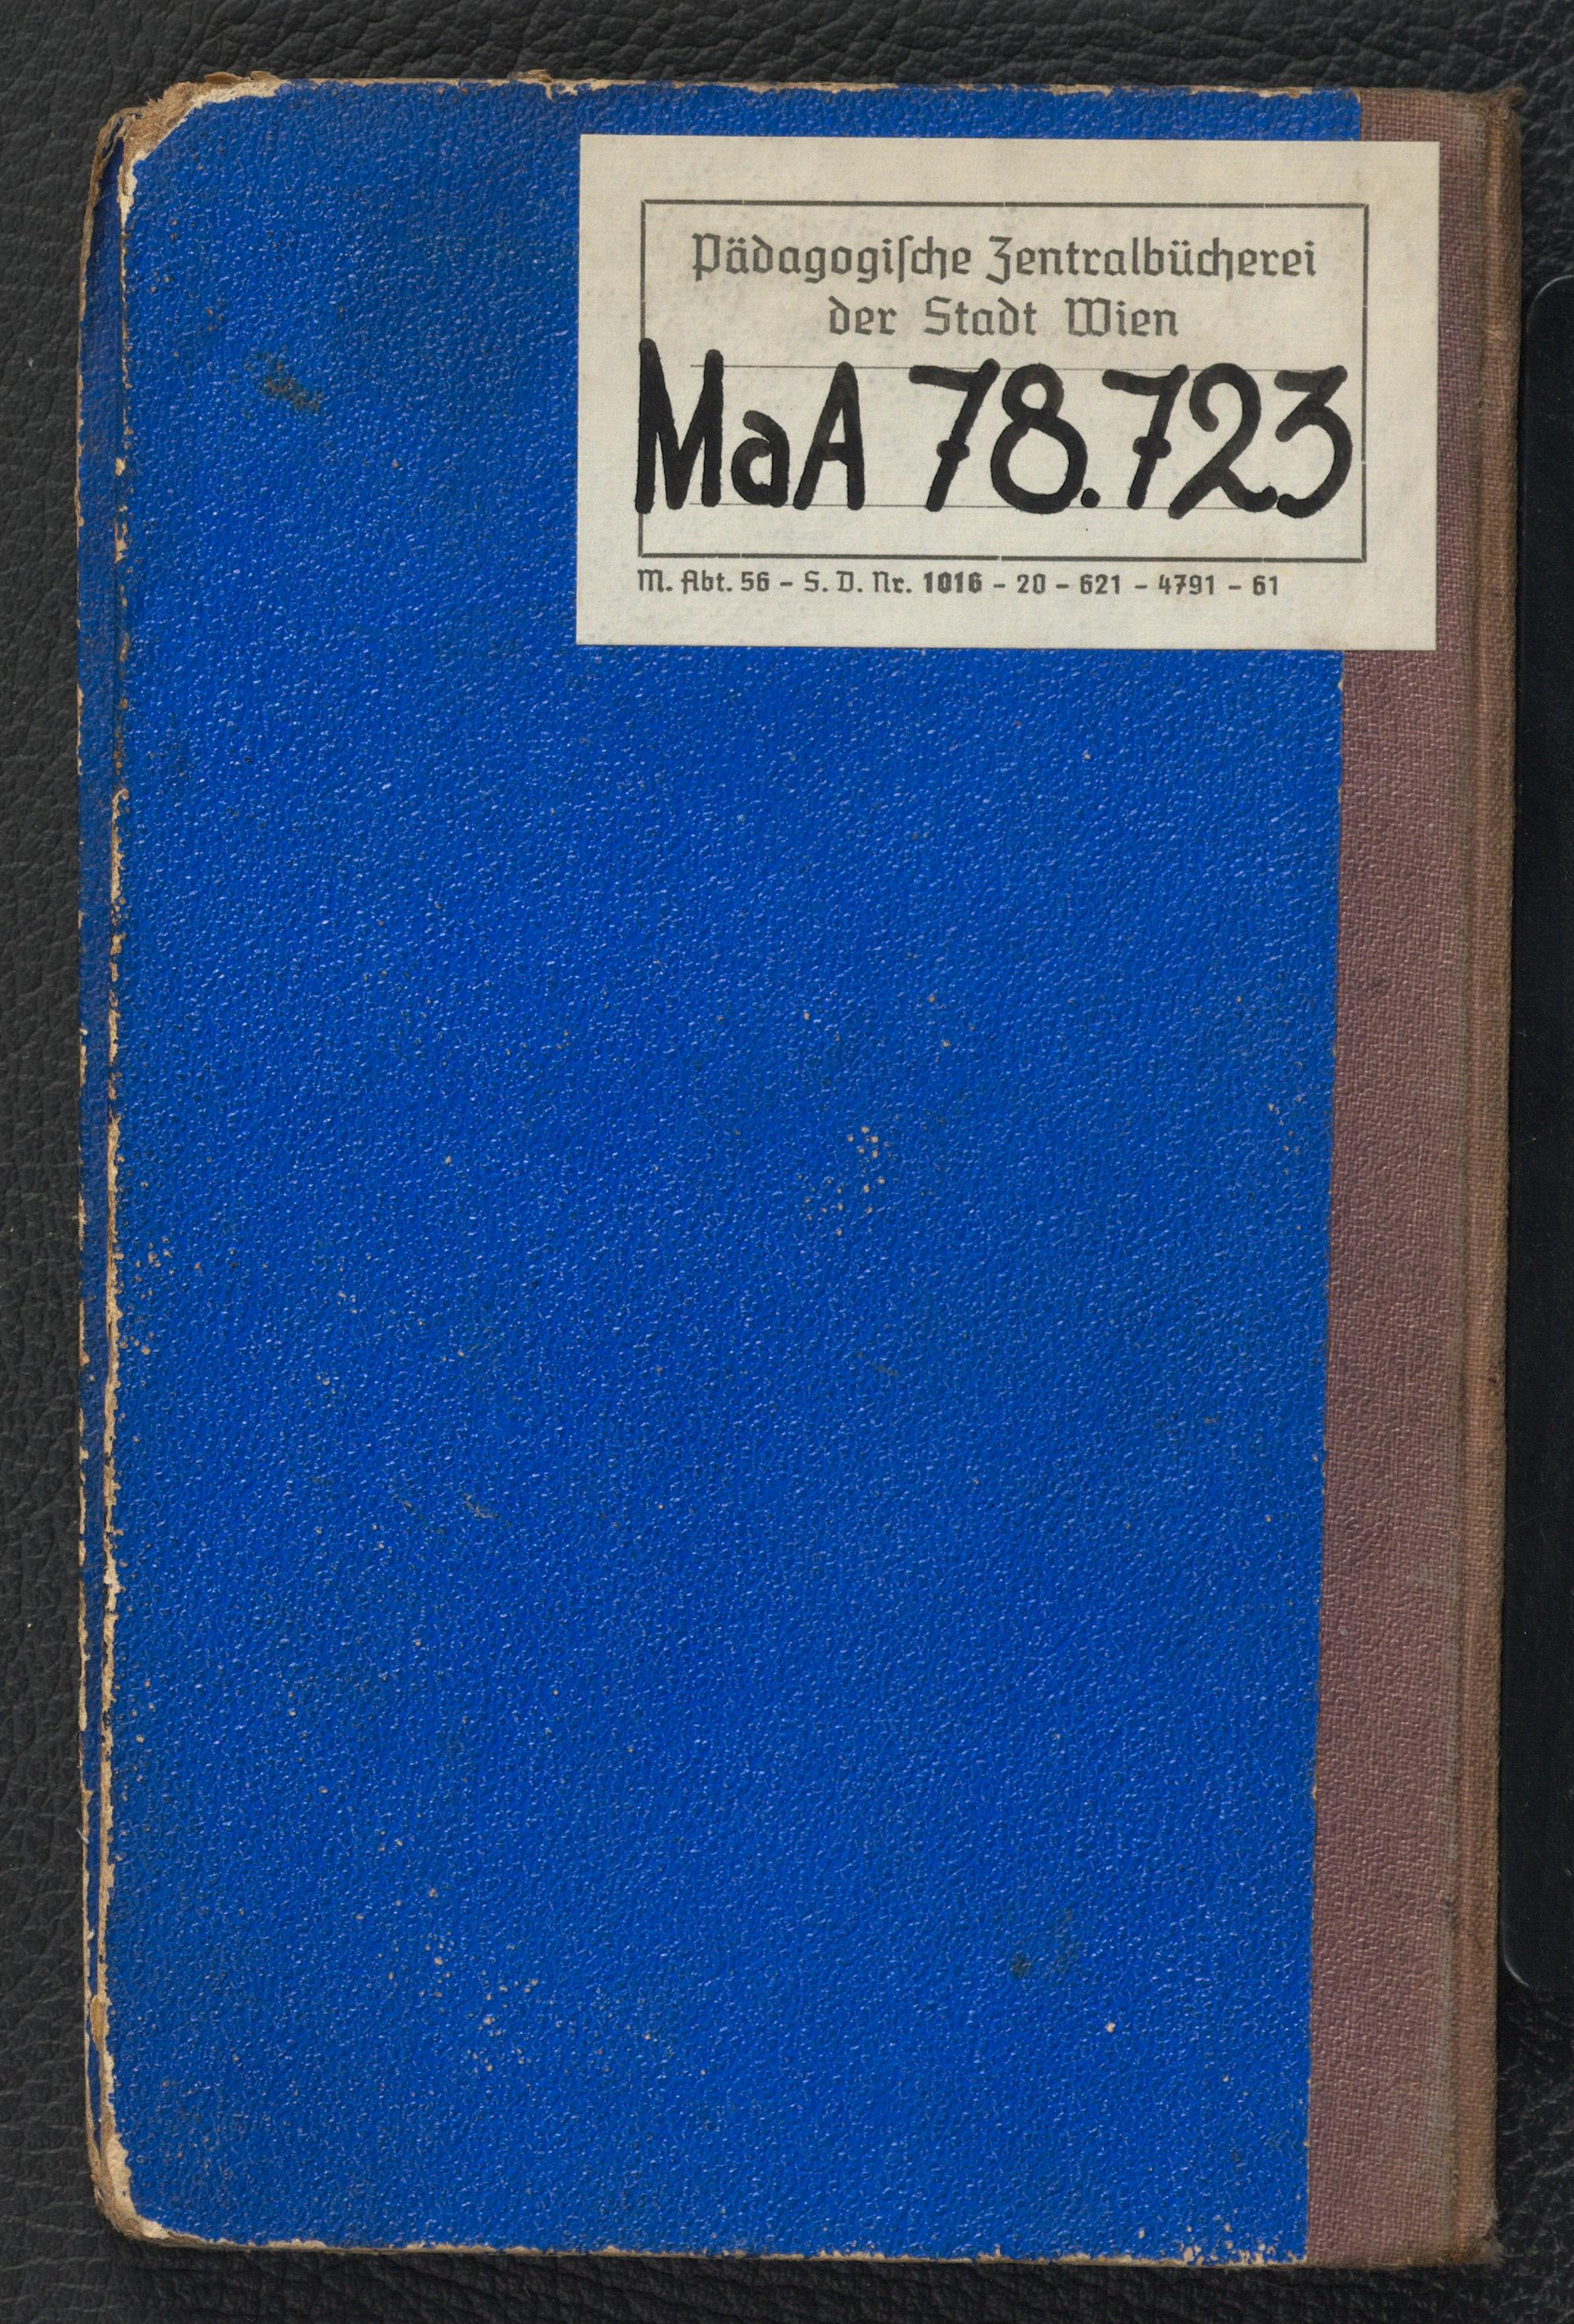 Pädagogiſche Zentralbücherei
der Stadt Wien
MaA 78.723
M. Abt. 56 – S. D. Nr. 1016 – 20 – 621 – 4791 – 61